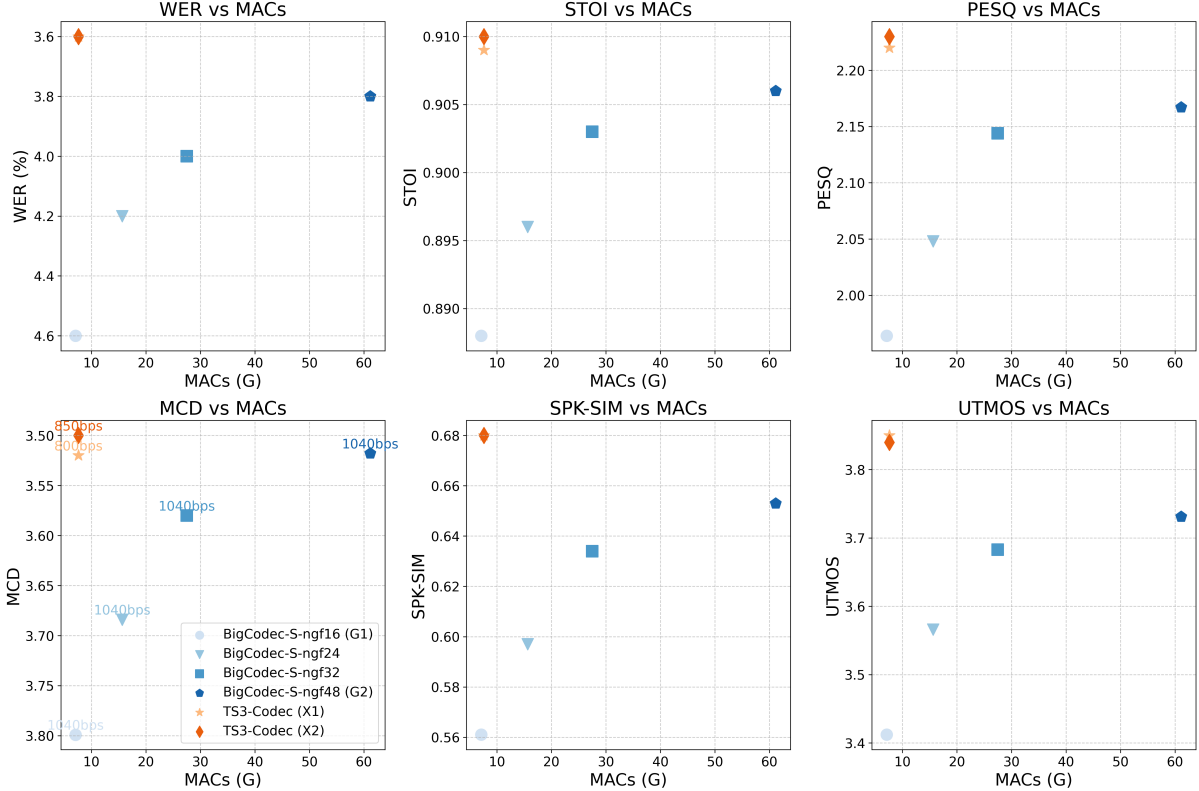 WER vs MACs
3.6
3.8
4.0
4.2
4.4
4.6
WER (%)
10 20 30 40 50 60
MACs (G)
STOI vs MACs
0.910
0.905
0.900
0.895
0.890
STOI
10 20 30 40 50 60
MACs (G)
PESQ vs MACs
2.20
2.15
2.10
2.05
2.00
PESQ
10 20 30 40 50 60
MACs (G)
MCD vs MACs
3.50
3.55
3.60
3.65
3.70
3.75
3.80
MCD
850bps
800bps
1040bps
1040bps
1040bps
1040bps
BigCodec-S-ngf16 (G1)
BigCodec-S-ngf24
BigCodec-S-ngf32
BigCodec-S-ngf48 (G2)
TS3-Codec (X1)
TS3-Codec (X2)
10 20 30 40 50 60
MACs (G)
SPK-SIM vs MACs
0.68
0.66
0.64
0.62
0.60
0.58
0.56
SPK-SIM
10 20 30 40 50 60
MACs (G)
UTMOS vs MACs
3.8
3.7
3.6
3.5
3.4
UTMOS
10 20 30 40 50 60
MACs (G)